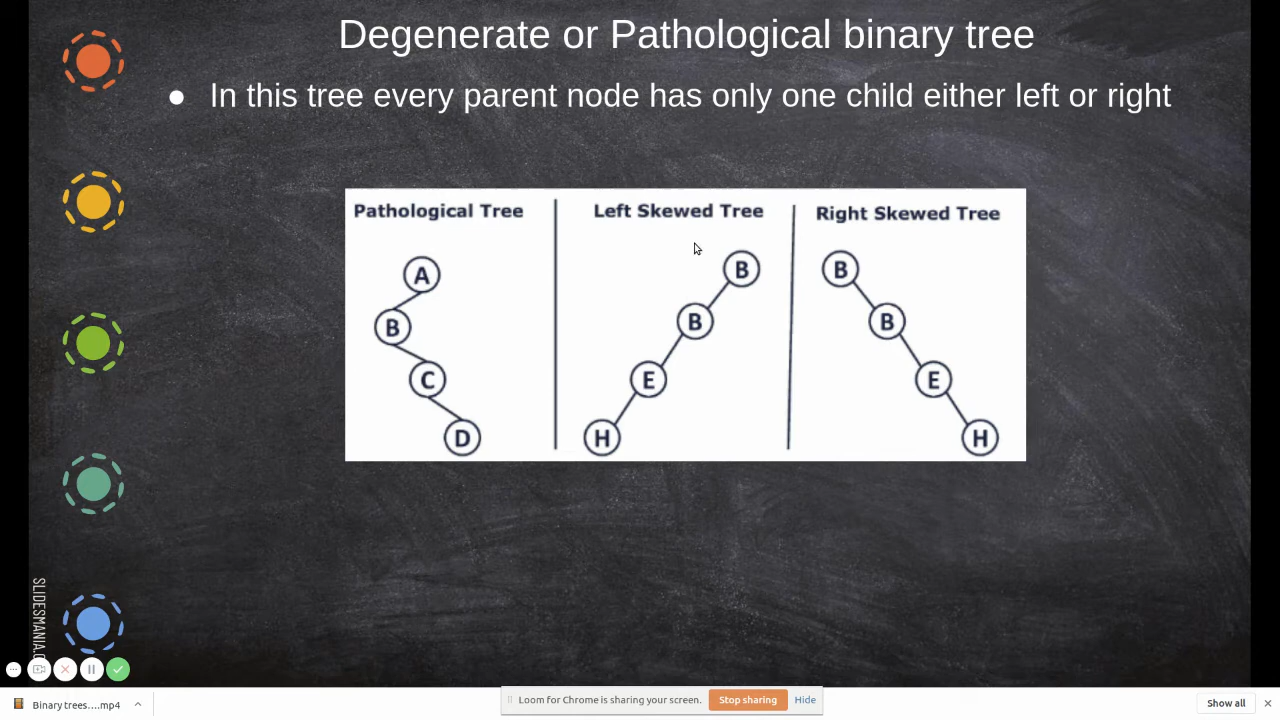 Degenerate or Pathological binary tree
● In this tree every parent node has only one child either left or right
Pathological Tree
Left Skewed Tree
Right Skewed Tree
A
B
C
D
B
B
E
H
B
B
E
H
SLIDESMANIA.C
Binary trees....mp4
Loom for Chrome is sharing your screen.
Stop sharing
Hide
Show all